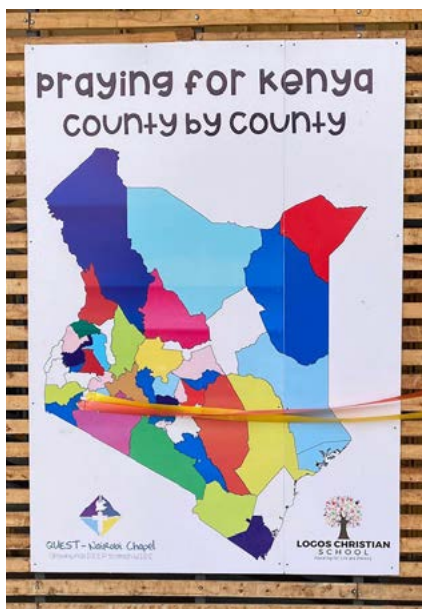 praying for Kenya
county by county
QUEST - Nairobi Chapel
LOGOS CHRISTIAN
SCHOOL